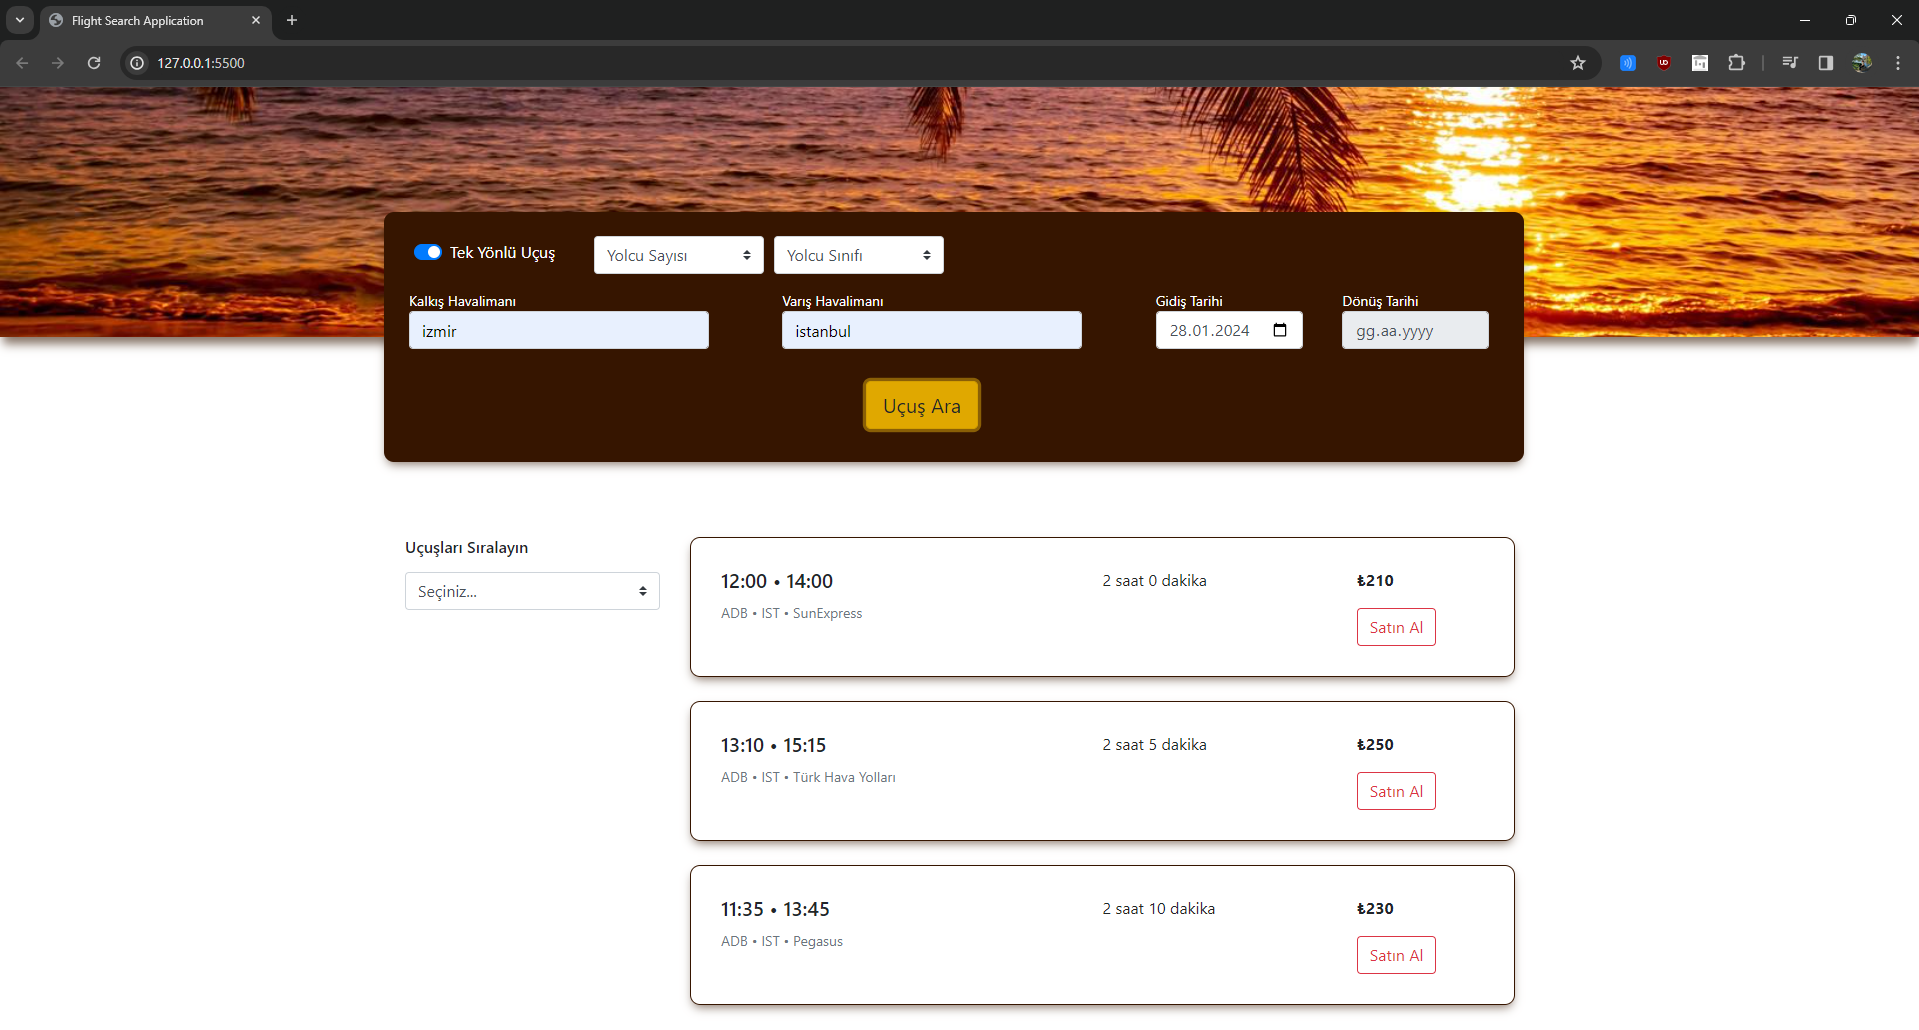 Flight Search Application
127.0.0.1:5500
Tek Yönlü Uçuş
Yolcu Sayısı
Yolcu Sınıfı
Kalkış Havalimanı
Varış Havalimanı
Gidiş Tarihi
Dönüş Tarihi
izmir
istanbul
28.01.2024
gg.aa.yyyy
Uçuş Ara
Uçuşları Sıralayın
Seçiniz...
12:00 • 14:00
2 saat 0 dakika
₺210
ADB • IST • SunExpress
Satın Al
13:10 • 15:15
2 saat 5 dakika
₺250
ADB • IST • Türk Hava Yolları
Satın Al
11:35 • 13:45
2 saat 10 dakika
₺230
ADB • IST • Pegasus
Satın Al